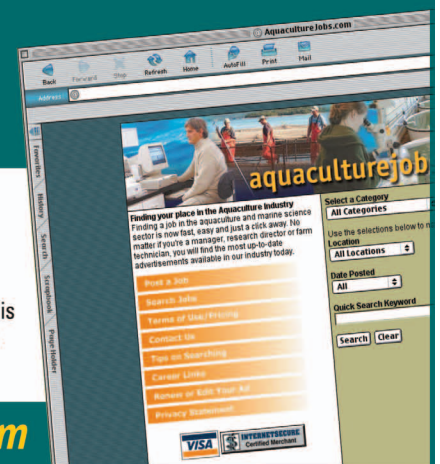 AquacultureJobs.com
Back Forward Stop Refresh Home AutoFill Print Mail
Address
Favorites
History
Search
Scrapbook
Page Holder
aquaculturejob
Finding your place in the Aquaculture Industry
Finding a job in the aquaculture and marine science
sector is now fast, easy and just a click away. No
matter if you're a manager, research director or farm
technician, you will find the most up-to-date
advertisements available in our industry today.
Post a Job
Search Jobs
Terms of Use/Pricing
Contact Us
Tips on Searching
Career Links
Renew or Edit Your Ad
Privacy Statement
VISA
INTERNETSECURE
Certified Merchant
Select a Category
All Categories
Use the selections below to
Location
All Locations
Date Posted
All
Quick Search Keyword
Search Clear
is
m